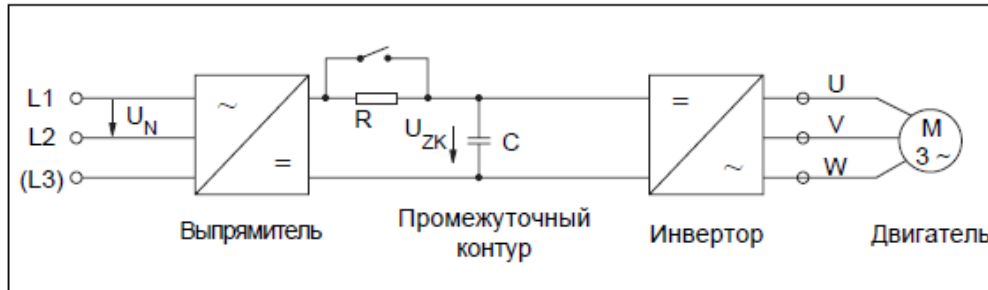 L1
L2
(L3)
U_N
~
=
R
U_ZK
C
=
~
U
V
W
M
3 ~
Выпрямитель
Промежуточный
контур
Инвертор
Двигатель